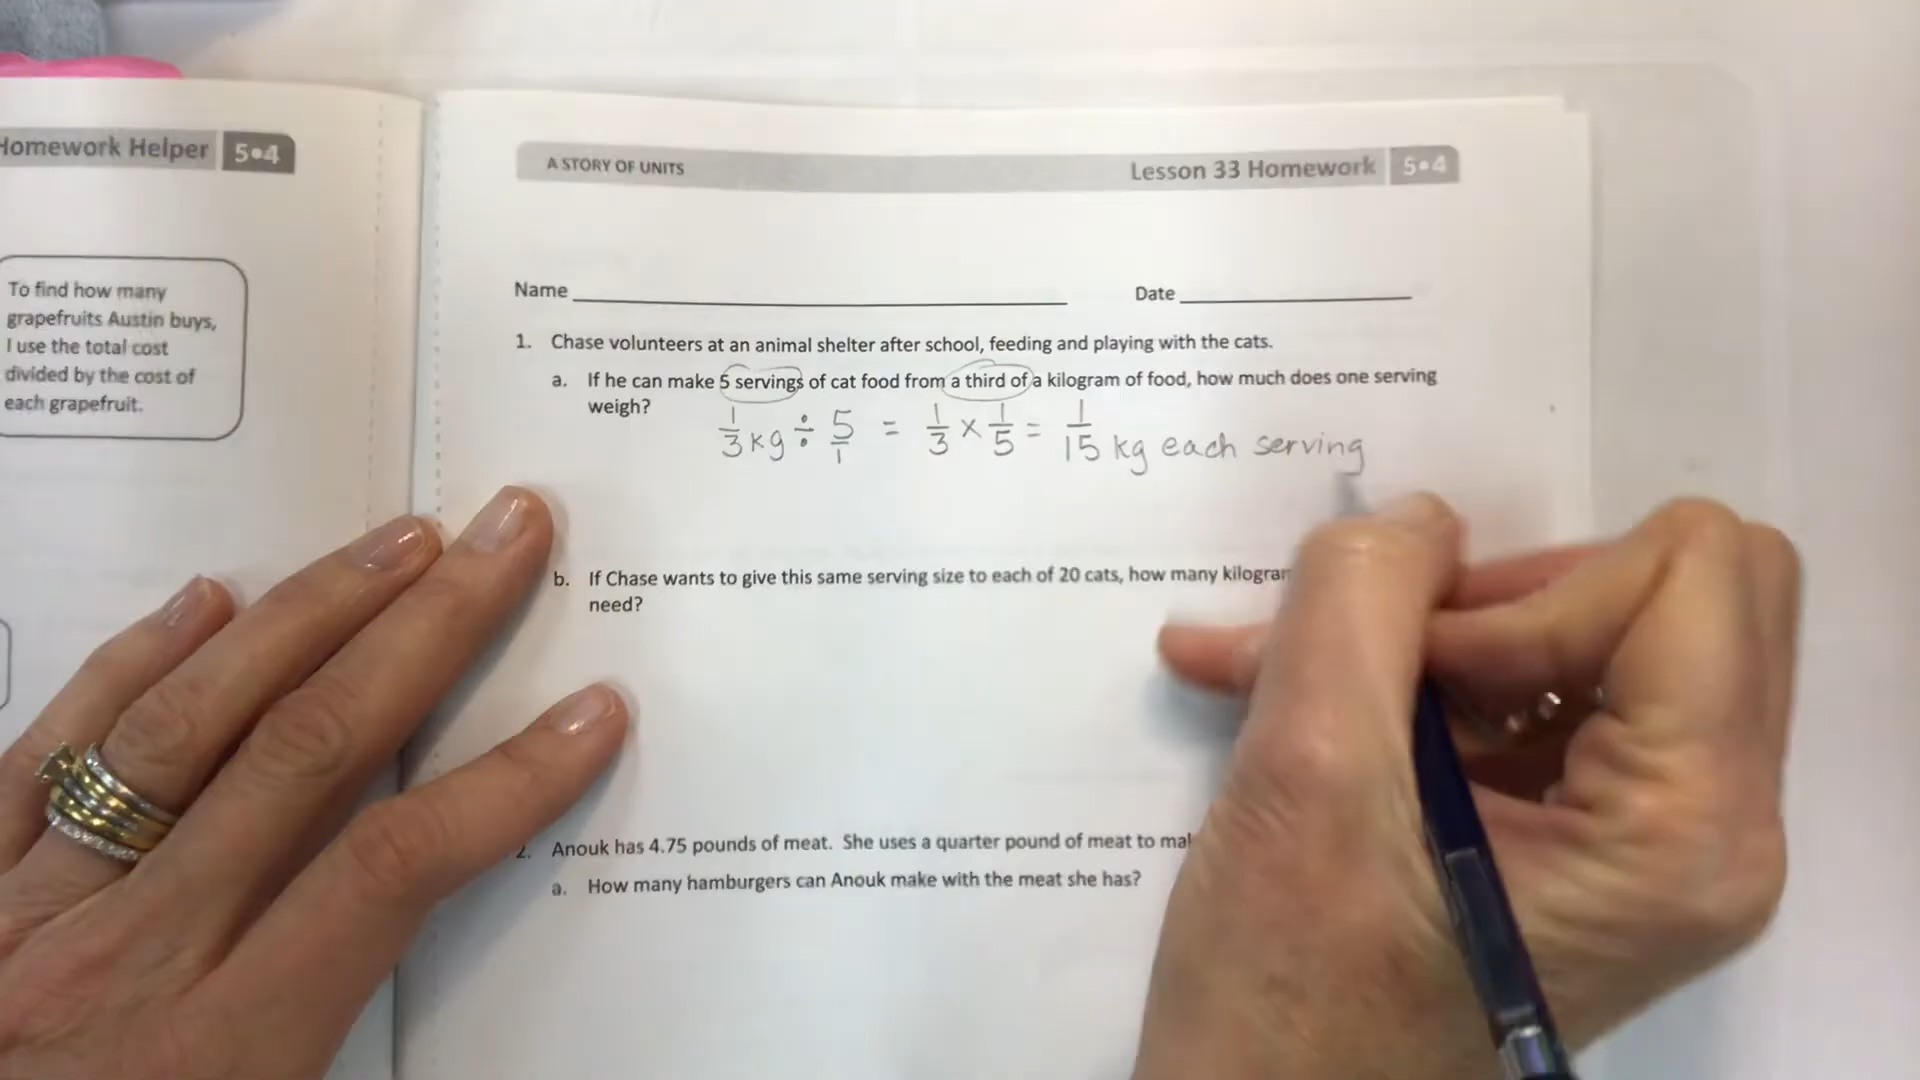 Homework Helper 5•4
To find how many
grapefruits Austin buys,
I use the total cost
divided by the cost of
each grapefruit.
A STORY OF UNITS Lesson 33 Homework 5•4
Name Date
1. Chase volunteers at an animal shelter after school, feeding and playing with the cats.
a. If he can make 5 servings of cat food from a third of a kilogram of food, how much does one serving
weigh?
1/3 kg ÷ 5/1 = 1/3 × 1/5 = 1/15 kg each serving
b. If Chase wants to give this same serving size to each of 20 cats, how many
need?
2. Anouk has 4.75 pounds of meat. She uses a quarter pound of meat to
a. How many hamburgers can Anouk make with the meat she has?